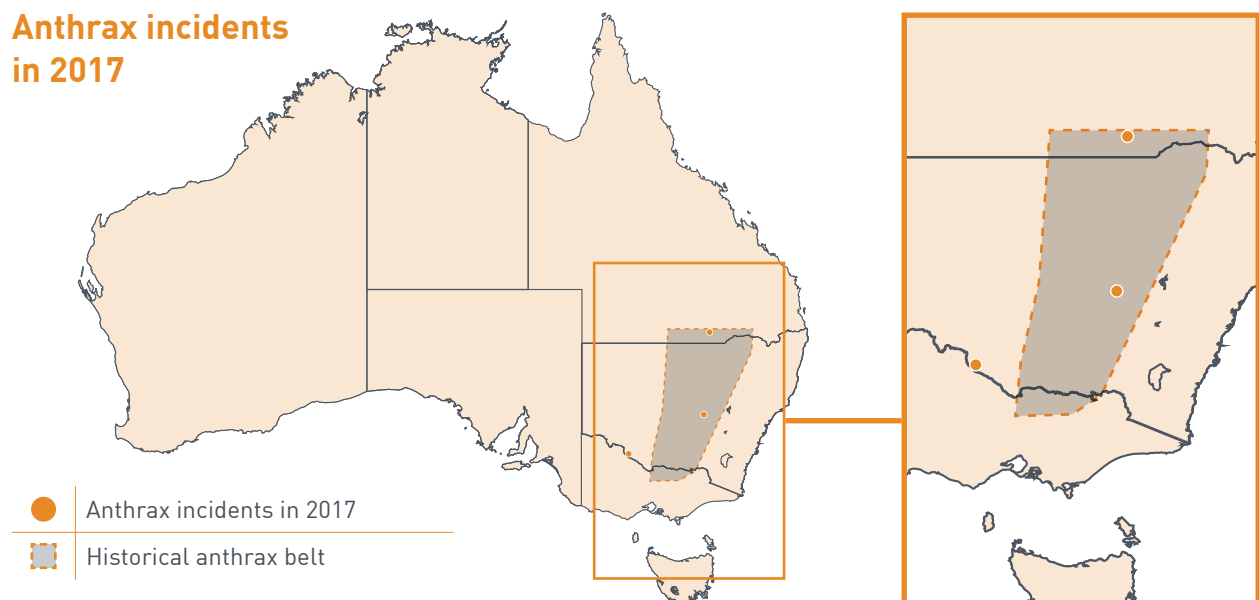 Anthrax incidents
in 2017
Anthrax incidents in 2017
Historical anthrax belt